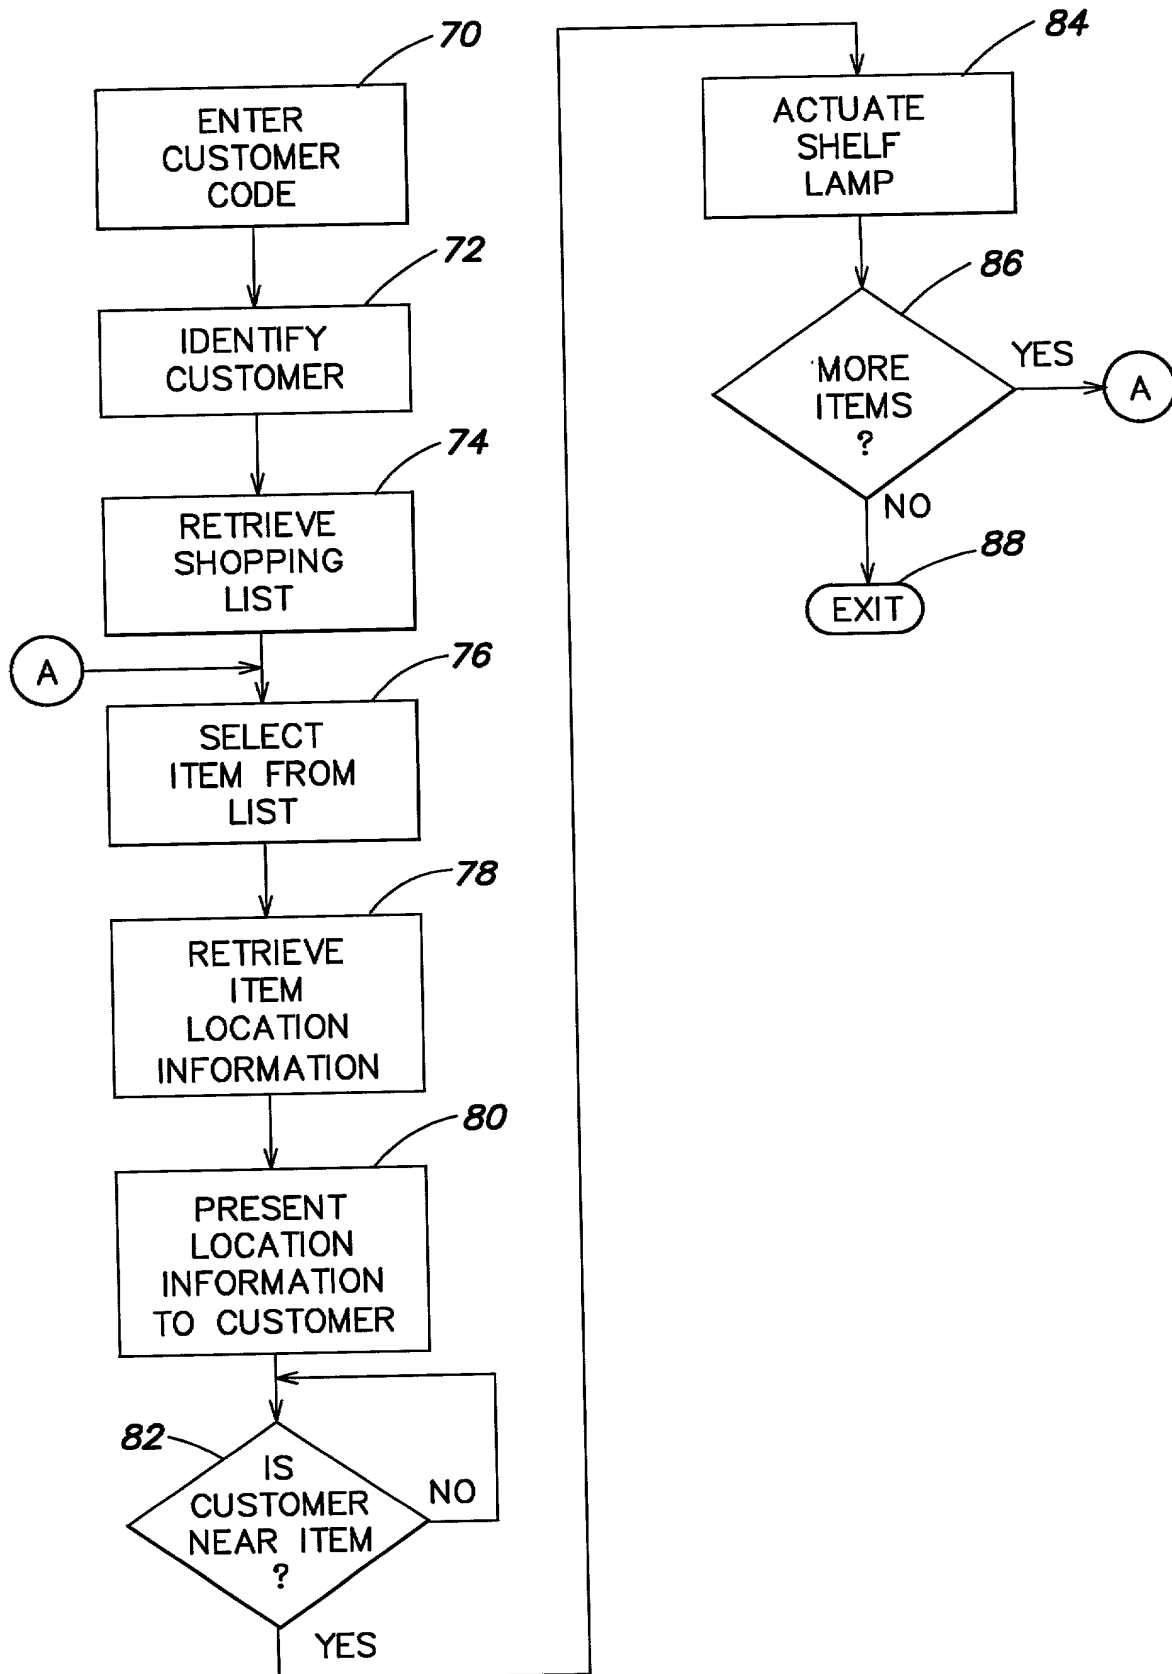 70
ENTER
CUSTOMER
CODE
72
IDENTIFY
CUSTOMER
74
RETRIEVE
SHOPPING
LIST
A
76
SELECT
ITEM FROM
LIST
78
RETRIEVE
ITEM
LOCATION
INFORMATION
80
PRESENT
LOCATION
INFORMATION
TO CUSTOMER
82
IS
CUSTOMER
NEAR ITEM
?
NO
YES
84
ACTUATE
SHELF
LAMP
86
MORE
ITEMS
?
YES
A
NO
88
EXIT